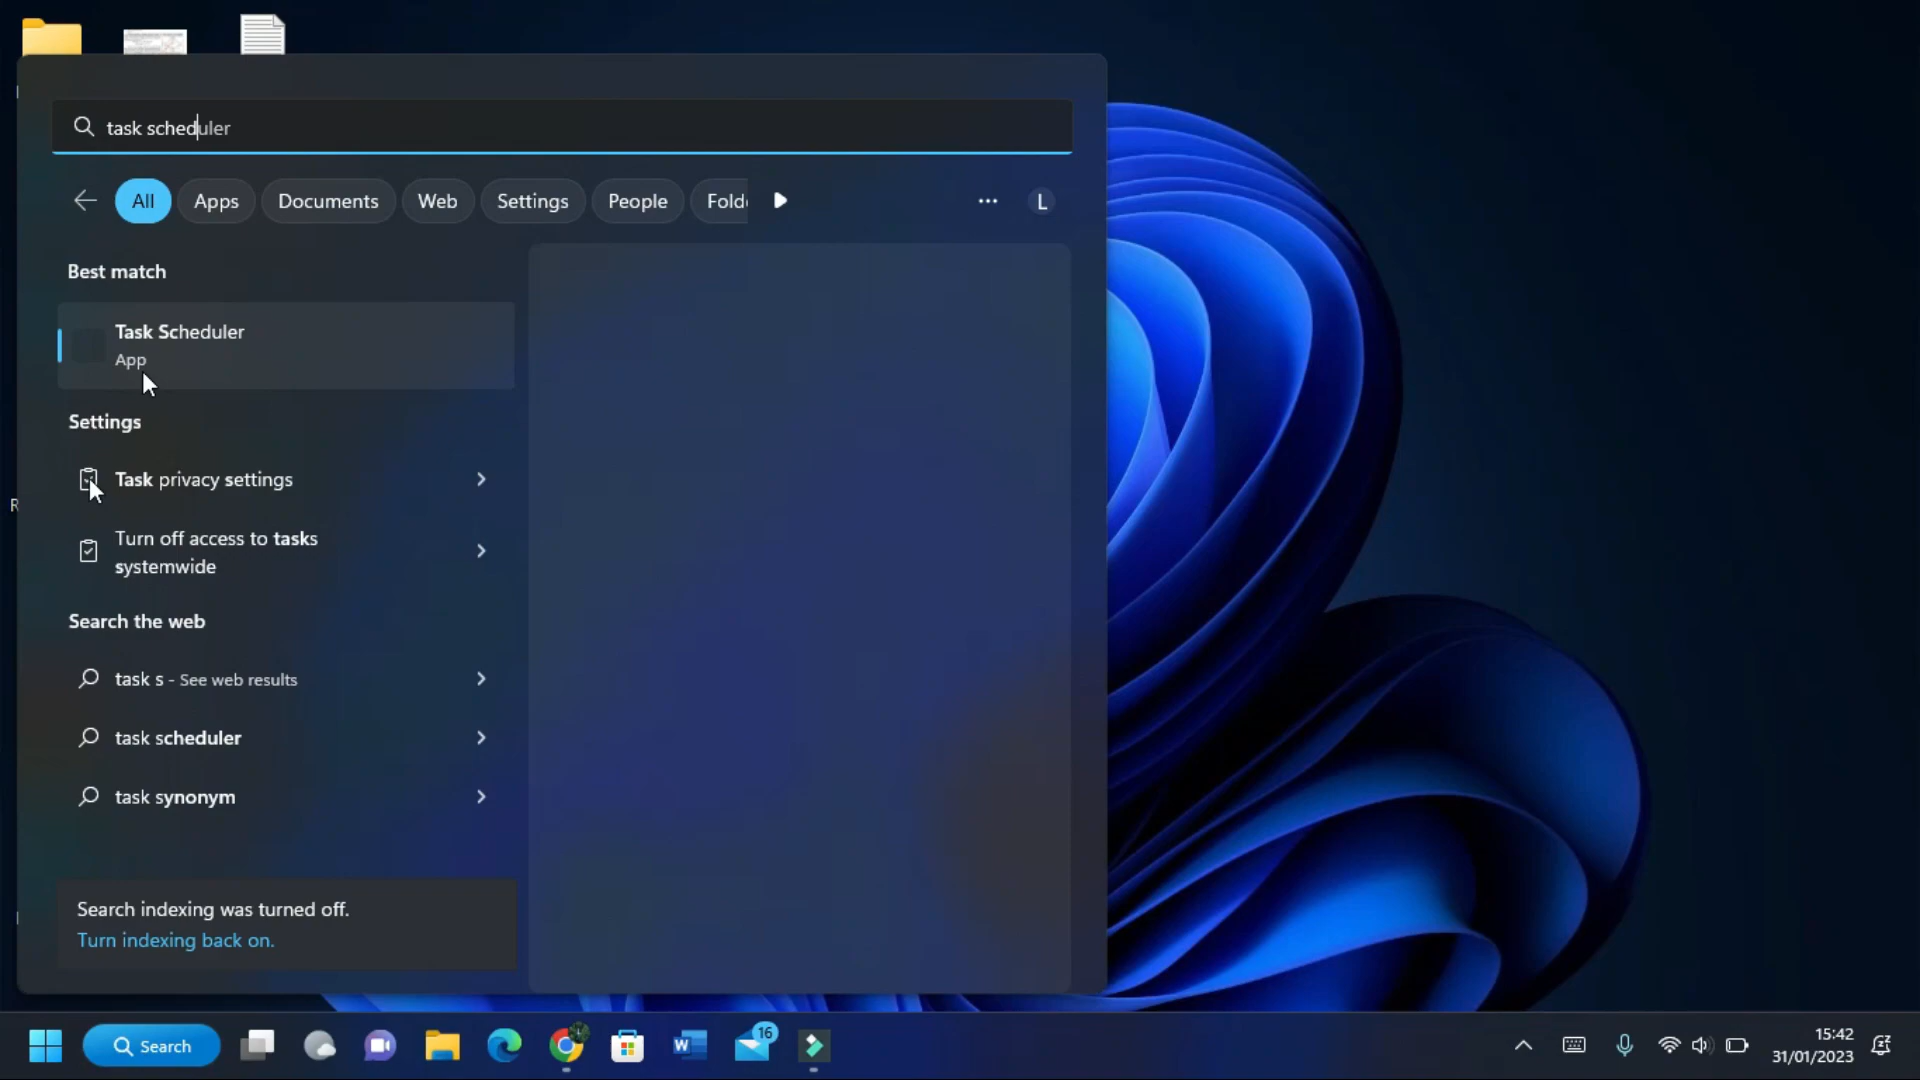 task scheduler
All Apps Documents Web Settings People Fold L
Best match
Task Scheduler
App
Settings
Task privacy settings
Turn off access to tasks
systemwide
Search the web
task s - See web results
task scheduler
task synonym
Search indexing was turned off.
Turn indexing back on.
R
Search
W
16
15:42
31/01/2023